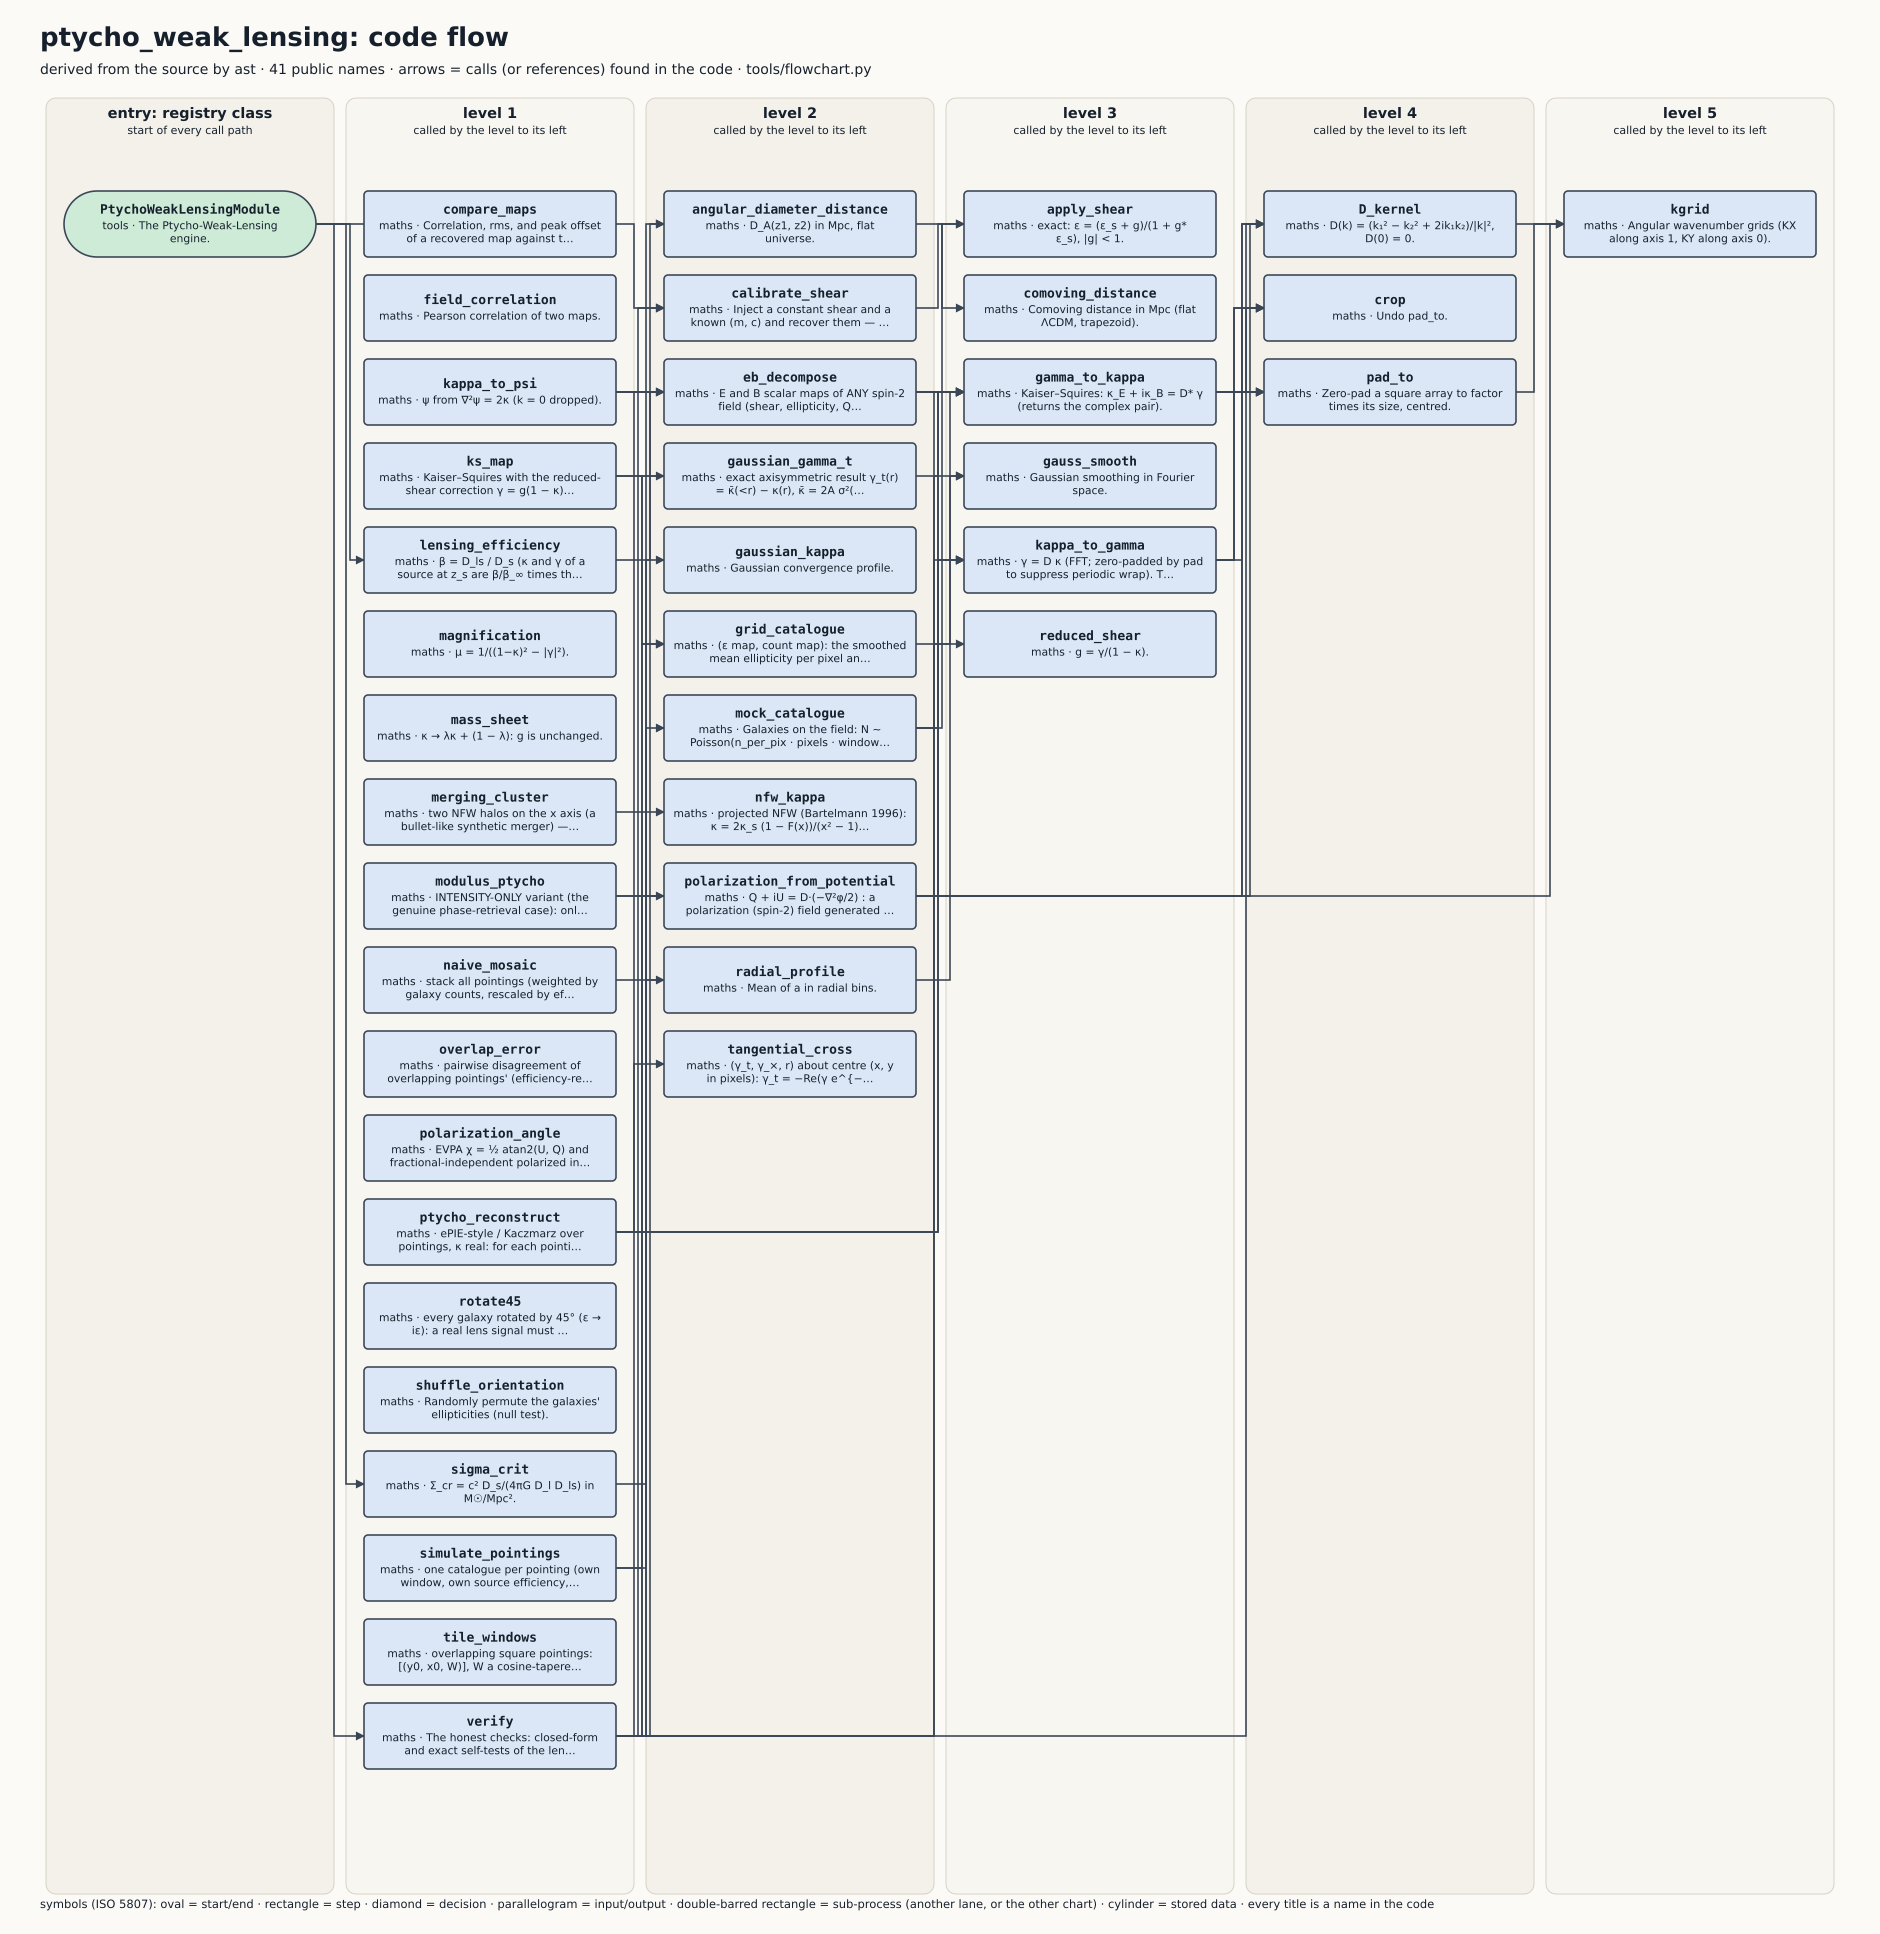 ptycho_weak_lensing: code flow
derived from the source by ast · 41 public names · arrows = calls (or references) found in the code · tools/flowchart.py
entry: registry class
start of every call path
PtychoWeakLensingModule
tools · The Ptycho-Weak-Lensing
engine.
level 1
called by the level to its left
compare_maps
maths · Correlation, rms, and peak offset
of a recovered map against t…
field_correlation
maths · Pearson correlation of two maps.
kappa_to_psi
maths · ψ from ∇²ψ = 2κ (k = 0 dropped).
ks_map
maths · Kaiser–Squires with the reduced-
shear correction γ = g(1 − κ)…
lensing_efficiency
maths · β = D_ls / D_s (κ and γ of a
source at z_s are β/β_∞ times th…
magnification
maths · μ = 1/((1−κ)² − |γ|²).
mass_sheet
maths · κ → λκ + (1 − λ): g is unchanged.
merging_cluster
maths · two NFW halos on the x axis (a
bullet-like synthetic merger) —…
modulus_ptycho
maths · INTENSITY-ONLY variant (the
genuine phase-retrieval case): onl…
naive_mosaic
maths · stack all pointings (weighted by
galaxy counts, rescaled by ef…
overlap_error
maths · pairwise disagreement of
overlapping pointings' (efficiency-re…
polarization_angle
maths · EVPA χ = ½ atan2(U, Q) and
fractional-independent polarized in…
ptycho_reconstruct
maths · ePIE-style / Kaczmarz over
pointings, κ real: for each pointi…
rotate45
maths · every galaxy rotated by 45° (ε →
iε): a real lens signal must …
shuffle_orientation
maths · Randomly permute the galaxies'
ellipticities (null test).
sigma_crit
maths · Σ_cr = c² D_s/(4πG D_l D_ls) in
M☉/Mpc².
simulate_pointings
maths · one catalogue per pointing (own
window, own source efficiency,…
tile_windows
maths · overlapping square pointings:
[(y0, x0, W)], W a cosine-tapere…
verify
maths · The honest checks: closed-form
and exact self-tests of the len…
level 2
called by the level to its left
angular_diameter_distance
maths · D_A(z1, z2) in Mpc, flat
universe.
calibrate_shear
maths · Inject a constant shear and a
known (m, c) and recover them — …
eb_decompose
maths · E and B scalar maps of ANY spin-2
field (shear, ellipticity, Q…
gaussian_gamma_t
maths · exact axisymmetric result γ_t(r)
= κ̄(<r) − κ(r), κ̄ = 2A σ²(…
gaussian_kappa
maths · Gaussian convergence profile.
grid_catalogue
maths · (ε map, count map): the smoothed
mean ellipticity per pixel an…
mock_catalogue
maths · Galaxies on the field: N ~
Poisson(n_per_pix · pixels · window…
nfw_kappa
maths · projected NFW (Bartelmann 1996):
κ = 2κ_s (1 − F(x))/(x² − 1)…
polarization_from_potential
maths · Q + iU = D·(−∇²φ/2) : a
polarization (spin-2) field generated …
radial_profile
maths · Mean of a in radial bins.
tangential_cross
maths · (γ_t, γ_×, r) about centre (x, y
in pixels): γ_t = −Re(γ e^{−…
level 3
called by the level to its left
apply_shear
maths · exact: ε = (ε_s + g)/(1 + g*
ε_s), |g| < 1.
comoving_distance
maths · Comoving distance in Mpc (flat
ΛCDM, trapezoid).
gamma_to_kappa
maths · Kaiser–Squires: κ_E + iκ_B = D* γ
(returns the complex pair).
gauss_smooth
maths · Gaussian smoothing in Fourier
space.
kappa_to_gamma
maths · γ = D κ (FFT; zero-padded by pad
to suppress periodic wrap). T…
reduced_shear
maths · g = γ/(1 − κ).
level 4
called by the level to its left
D_kernel
maths · D(k) = (k₁² − k₂² + 2ik₁k₂)/|k|²,
D(0) = 0.
crop
maths · Undo pad_to.
pad_to
maths · Zero-pad a square array to factor
times its size, centred.
level 5
called by the level to its left
kgrid
maths · Angular wavenumber grids (KX
along axis 1, KY along axis 0).
symbols (ISO 5807): oval = start/end · rectangle = step · diamond = decision · parallelogram = input/output · double-barred rectangle = sub-process (another lane, or the other chart) · cylinder = stored data · every title is a name in the code